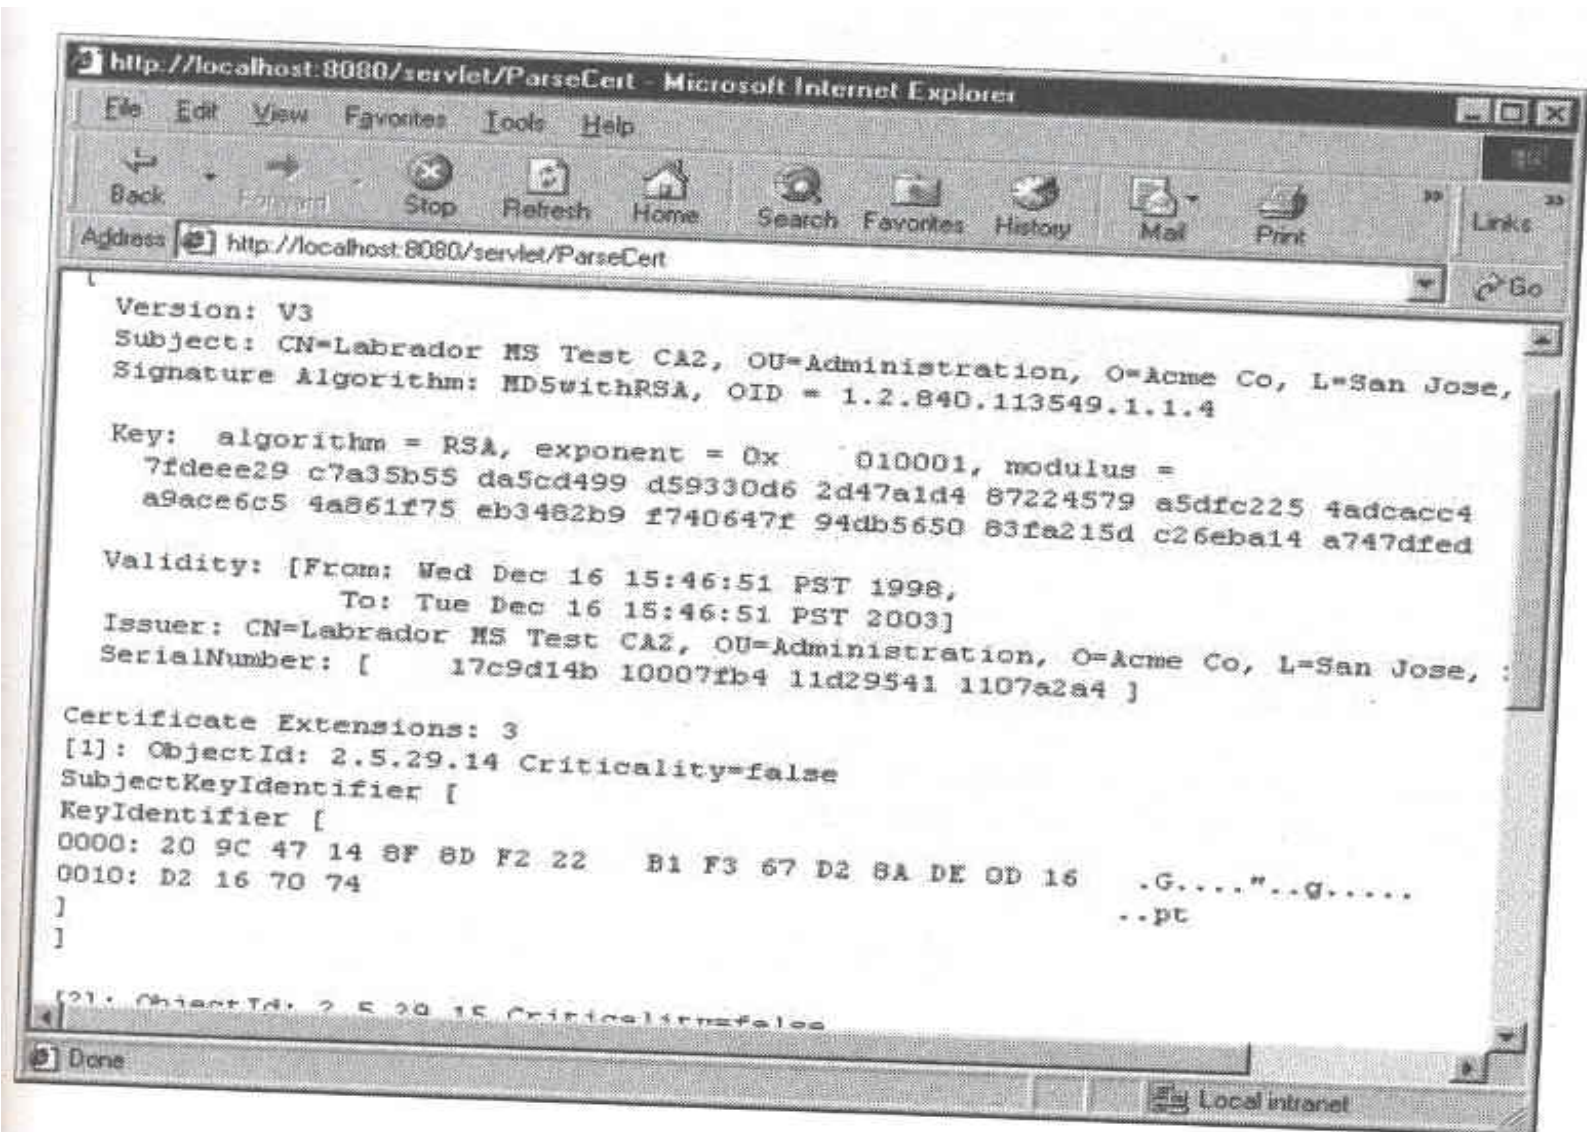 http://localhost:8080/servlet/ParseCert - Microsoft Internet Explorer
File Edit View Favorites Tools Help
Back Forward Stop Refresh Home Search Favorites History Mail Print » Links »
Address http://localhost:8080/servlet/ParseCert Go
[
Version: V3
Subject: CN=Labrador MS Test CA2, OU=Administration, O=Acme Co, L=San Jose,
Signature Algorithm: MD5withRSA, OID = 1.2.840.113549.1.1.4
Key: algorithm = RSA, exponent = 0x 010001, modulus =
7fdeee29 c7a35b55 da5cd499 d59330d6 2d47a1d4 87224579 a5dfc225 4adcacc4
a9ace6c5 4a861f75 eb3482b9 f740647f 94db5650 83fa215d c26eba14 a747dfed
Validity: [From: Wed Dec 16 15:46:51 PST 1998,
To: Tue Dec 16 15:46:51 PST 2003]
Issuer: CN=Labrador MS Test CA2, OU=Administration, O=Acme Co, L=San Jose, :
SerialNumber: [ 17c9d14b 10007fb4 11d29541 1107a2a4 ]
Certificate Extensions: 3
[1]: ObjectId: 2.5.29.14 Criticality=false
SubjectKeyIdentifier [
KeyIdentifier [
0000: 20 9C 47 14 8F 8D F2 22 B1 F3 67 D2 8A DE 0D 16 .G...."..g.....
0010: D2 16 70 74 ..pt
]
]
[2]: ObjectId: 2.5.29.15 Criticality=false
Done Local intranet